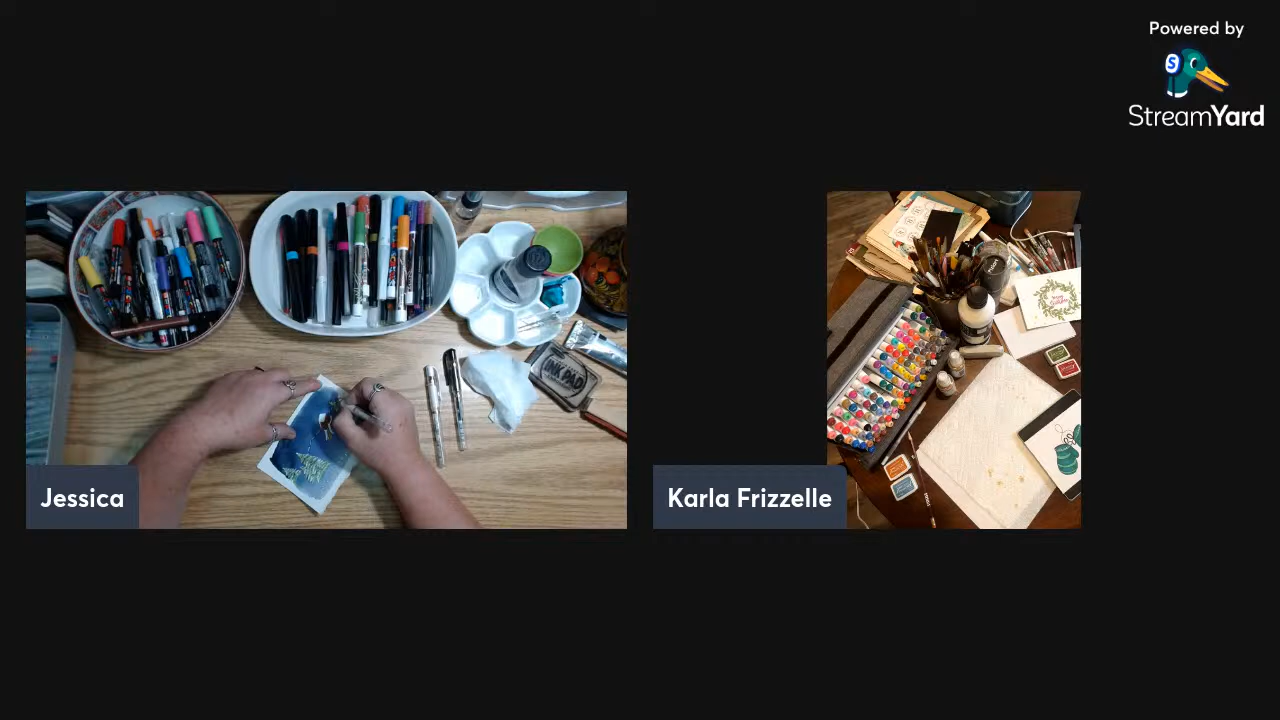 Powered by
S
StreamYard
INK PAD
Jessica
Karla Frizzelle